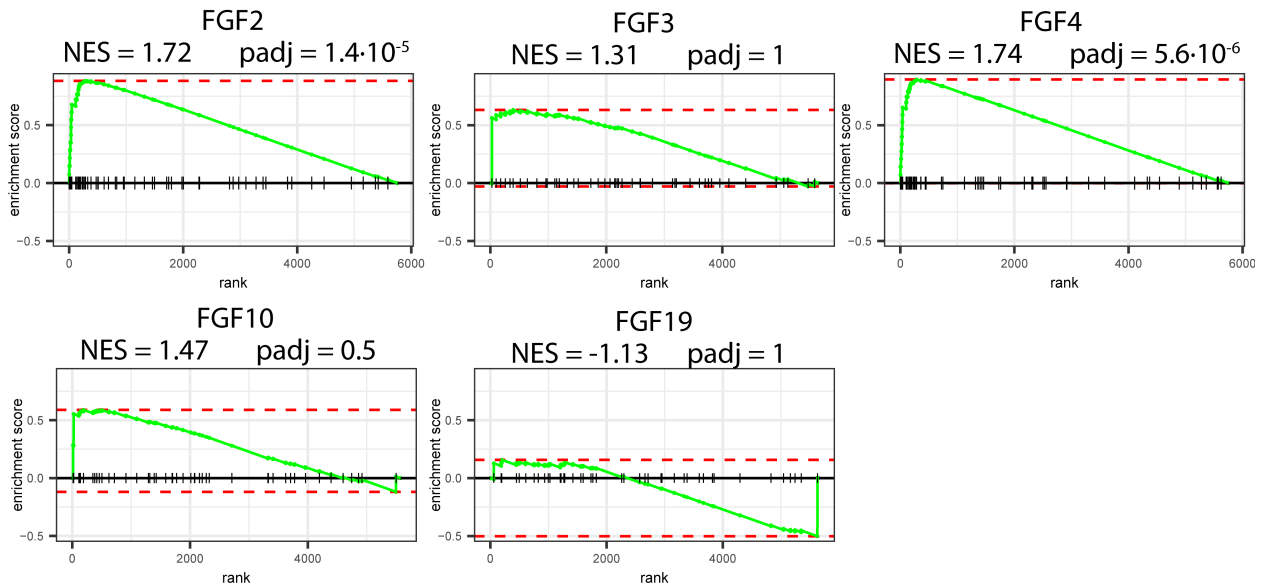 FGF2
NES = 1.72 padj = 1.4·10⁻⁵
enrichment score
0.5
0.0
−0.5
0 2000 4000 6000
rank
FGF3
NES = 1.31 padj = 1
enrichment score
0.5
0.0
−0.5
0 2000 4000
rank
FGF4
NES = 1.74 padj = 5.6·10⁻⁶
enrichment score
0.5
0.0
−0.5
0 2000 4000 6000
rank
FGF10
NES = 1.47 padj = 0.5
enrichment score
0.5
0.0
−0.5
0 2000 4000
rank
FGF19
NES = -1.13 padj = 1
enrichment score
0.5
0.0
−0.5
0 2000 4000
rank